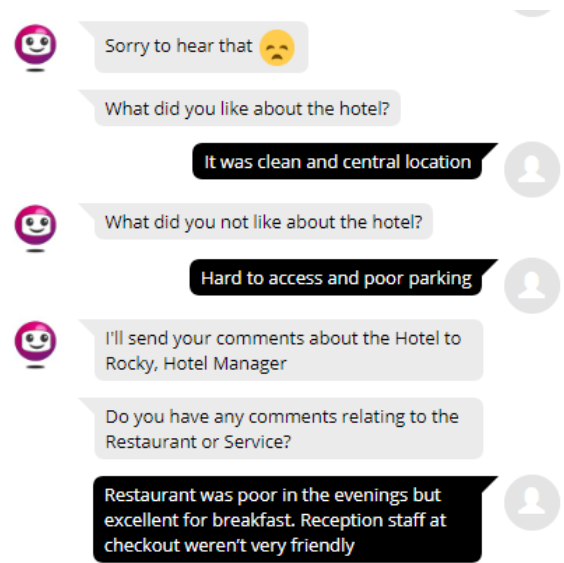 Sorry to hear that 😞
What did you like about the hotel?
It was clean and central location
What did you not like about the hotel?
Hard to access and poor parking
I'll send your comments about the Hotel to
Rocky, Hotel Manager
Do you have any comments relating to the
Restaurant or Service?
Restaurant was poor in the evenings but
excellent for breakfast. Reception staff at
checkout weren’t very friendly